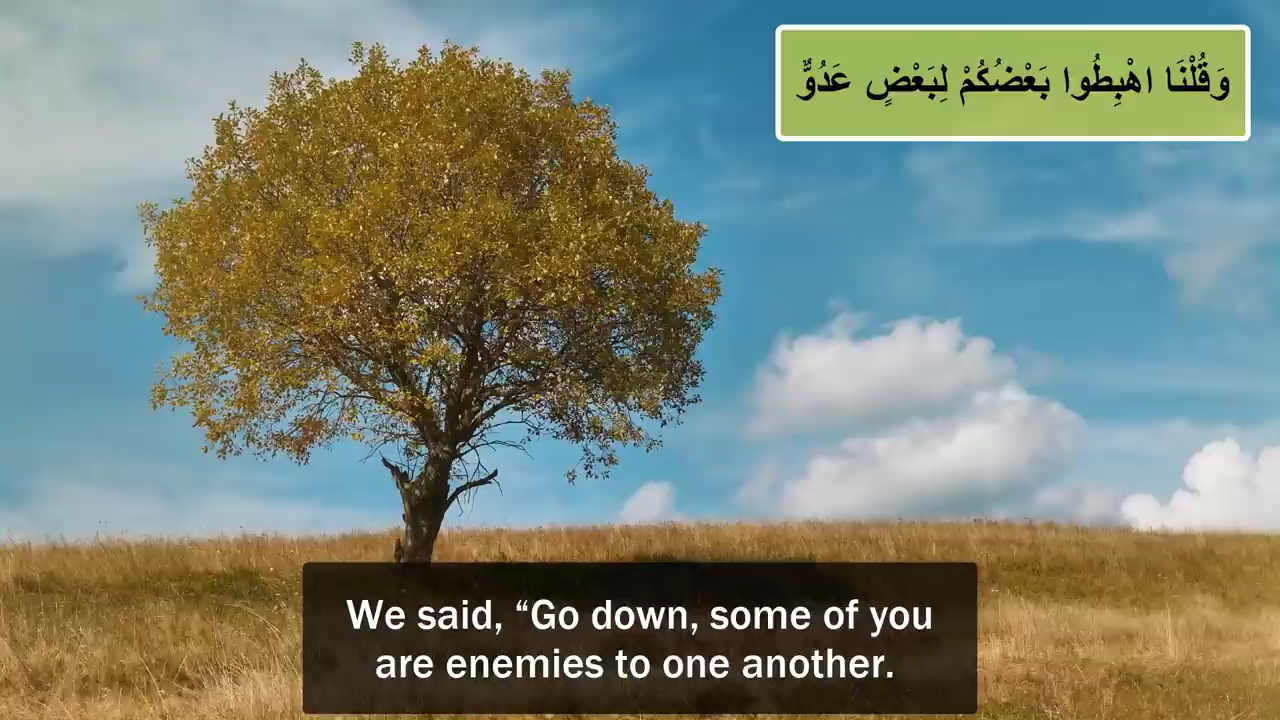 وَقُلْنَا اهْبِطُوا بَعْضُكُمْ لِبَعْضٍ عَدُوٌّ
We said, “Go down, some of you
are enemies to one another.